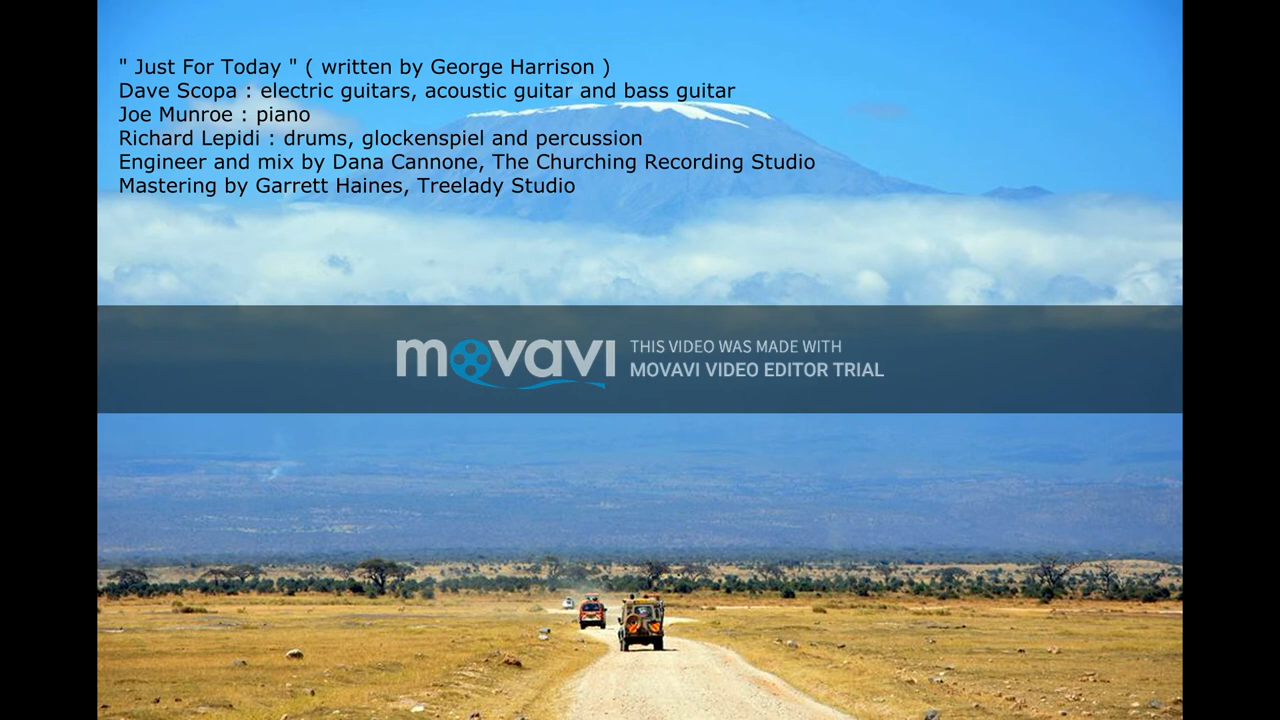 " Just For Today " ( written by George Harrison )
Dave Scopa : electric guitars, acoustic guitar and bass guitar
Joe Munroe : piano
Richard Lepidi : drums, glockenspiel and percussion
Engineer and mix by Dana Cannone, The Churching Recording Studio
Mastering by Garrett Haines, Treelady Studio
movavi
THIS VIDEO WAS MADE WITH
MOVAVI VIDEO EDITOR TRIAL